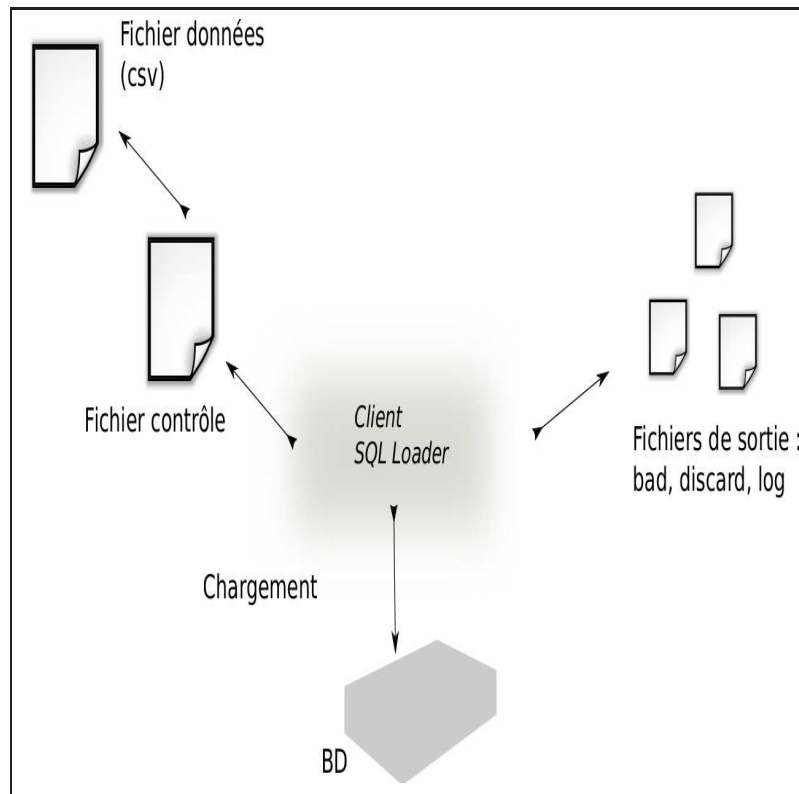 Fichier données
(csv)
Fichier contrôle
Client
SQL Loader
Fichiers de sortie :
bad, discard, log
Chargement
BD